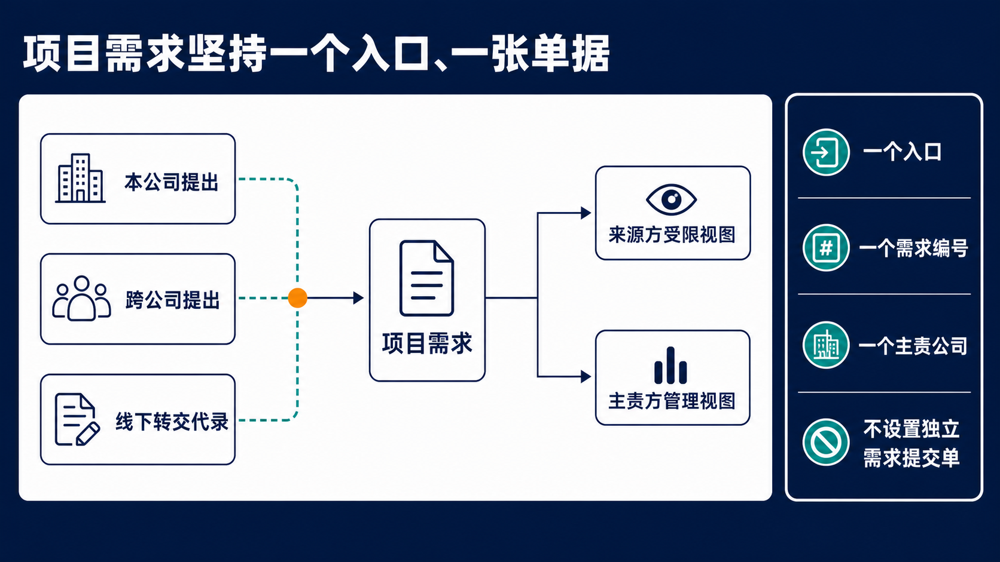 项目需求坚持一个入口、一张单据
本公司提出
跨公司提出
线下转交代录
项目需求
来源方受限视图
主责方管理视图
一个入口
#
一个需求编号
一个主责公司
不设置独立
需求提交单